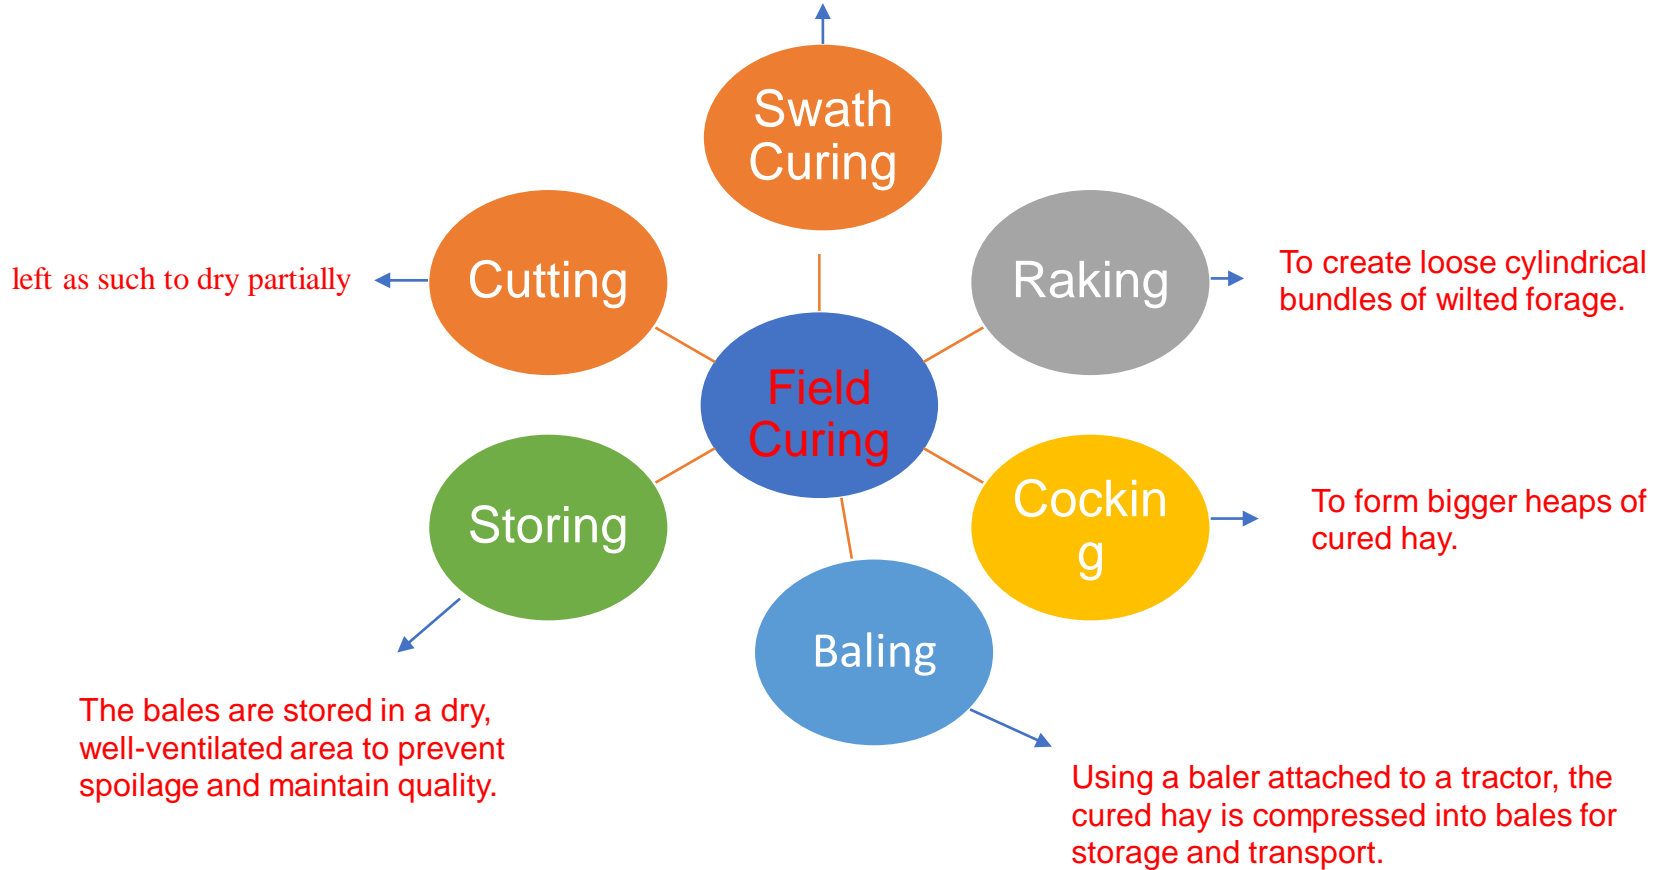 Swath
Curing
Cutting
left as such to dry partially
Raking
To create loose cylindrical
bundles of wilted forage.
Field
Curing
Storing
Cockin
g
To form bigger heaps of
cured hay.
Baling
The bales are stored in a dry,
well-ventilated area to prevent
spoilage and maintain quality.
Using a baler attached to a tractor, the
cured hay is compressed into bales for
storage and transport.